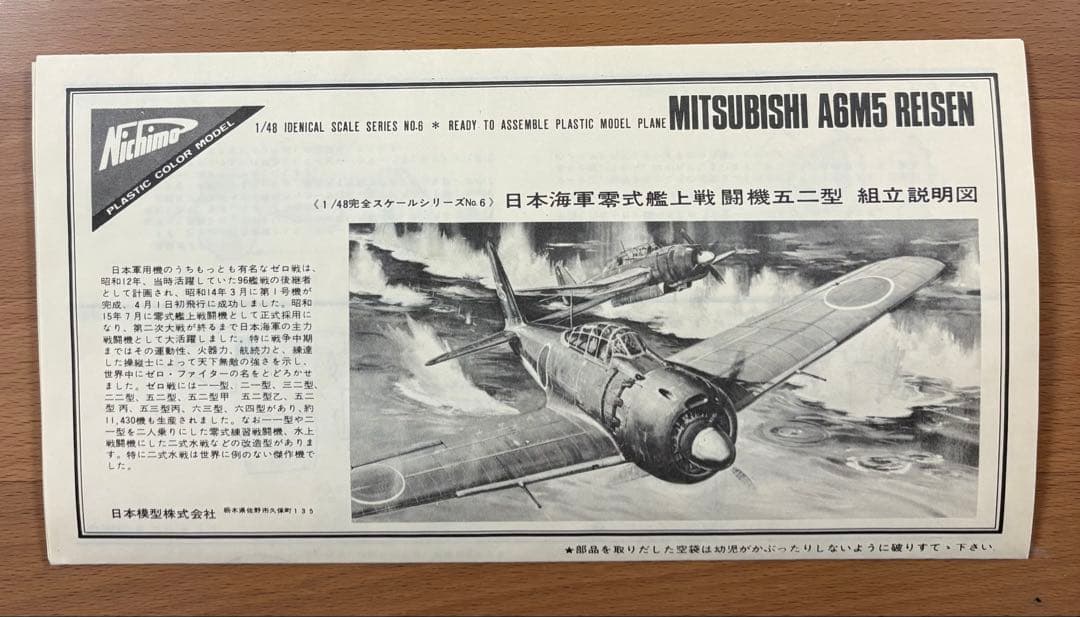 Nichimo
PLASTIC COLOR MODEL
1/48 IDENICAL SCALE SERIES NO.6 * READY TO ASSEMBLE PLASTIC MODEL PLANE MITSUBISHI A6M5 REISEN
《1/48完全スケールシリーズNo.6》 日本海軍零式艦上戦闘機五二型 組立説明図
日本軍用機のうちもっとも有名なゼロ戦は、
昭和12年、当時活躍していた96艦戦の後継者
として計画され、昭和14年3月に第1号機が
完成、4月1日初飛行に成功しました。昭和
15年7月に零式艦上戦闘機として正式採用に
なり、第二次大戦が終るまで日本海軍の主力
戦闘機として大活躍しました。特に戦争中期
まではその運動性、火器力、航続力と、練達
した操縦士によって天下無敵の強さを示し、
世界中にゼロ・ファイターの名をとどろかせ
ました。ゼロ戦には一一型、二一型、三二型、
二二型、五二型、五二型甲 五二型乙、五二
型丙、五三型丙、六三型、六四型があり、約
11,430機も生産されました。なお一一型や二
一型を二人乗りにした零式練習戦闘機、水上
戦闘機にした二式水戦などの改造型がありま
す。特に二式水戦は世界に例のない傑作機で
した。
日本模型株式会社 栃木県佐野市久保町135
★部品を取りだした空袋は幼児がかぶったりしないように破りすてゝ下さい